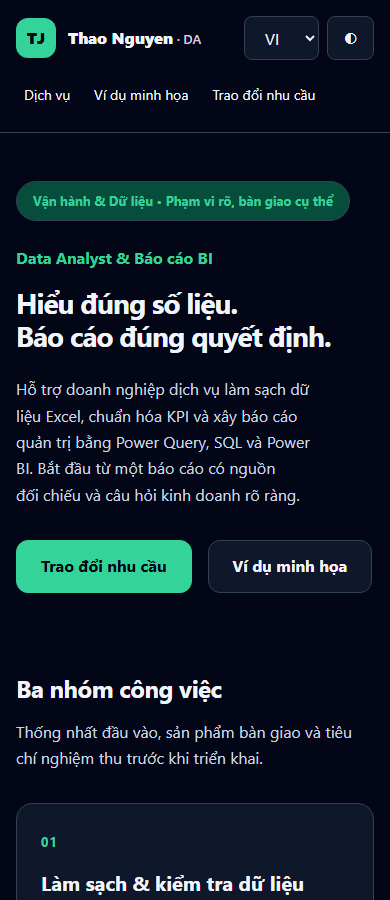 TJ
Thao Nguyen · DA
VI
Dịch vụ
Ví dụ minh họa
Trao đổi nhu cầu
Vận hành & Dữ liệu • Phạm vi rõ, bàn giao cụ thể
Data Analyst & Báo cáo BI
Hiểu đúng số liệu.
Báo cáo đúng quyết định.
Hỗ trợ doanh nghiệp dịch vụ làm sạch dữ
liệu Excel, chuẩn hóa KPI và xây báo cáo
quản trị bằng Power Query, SQL và Power
BI. Bắt đầu từ một báo cáo có nguồn
đối chiếu và câu hỏi kinh doanh rõ ràng.
Trao đổi nhu cầu
Ví dụ minh họa
Ba nhóm công việc
Thống nhất đầu vào, sản phẩm bàn giao và tiêu
chí nghiệm thu trước khi triển khai.
01
Làm sạch & kiểm tra dữ liệu